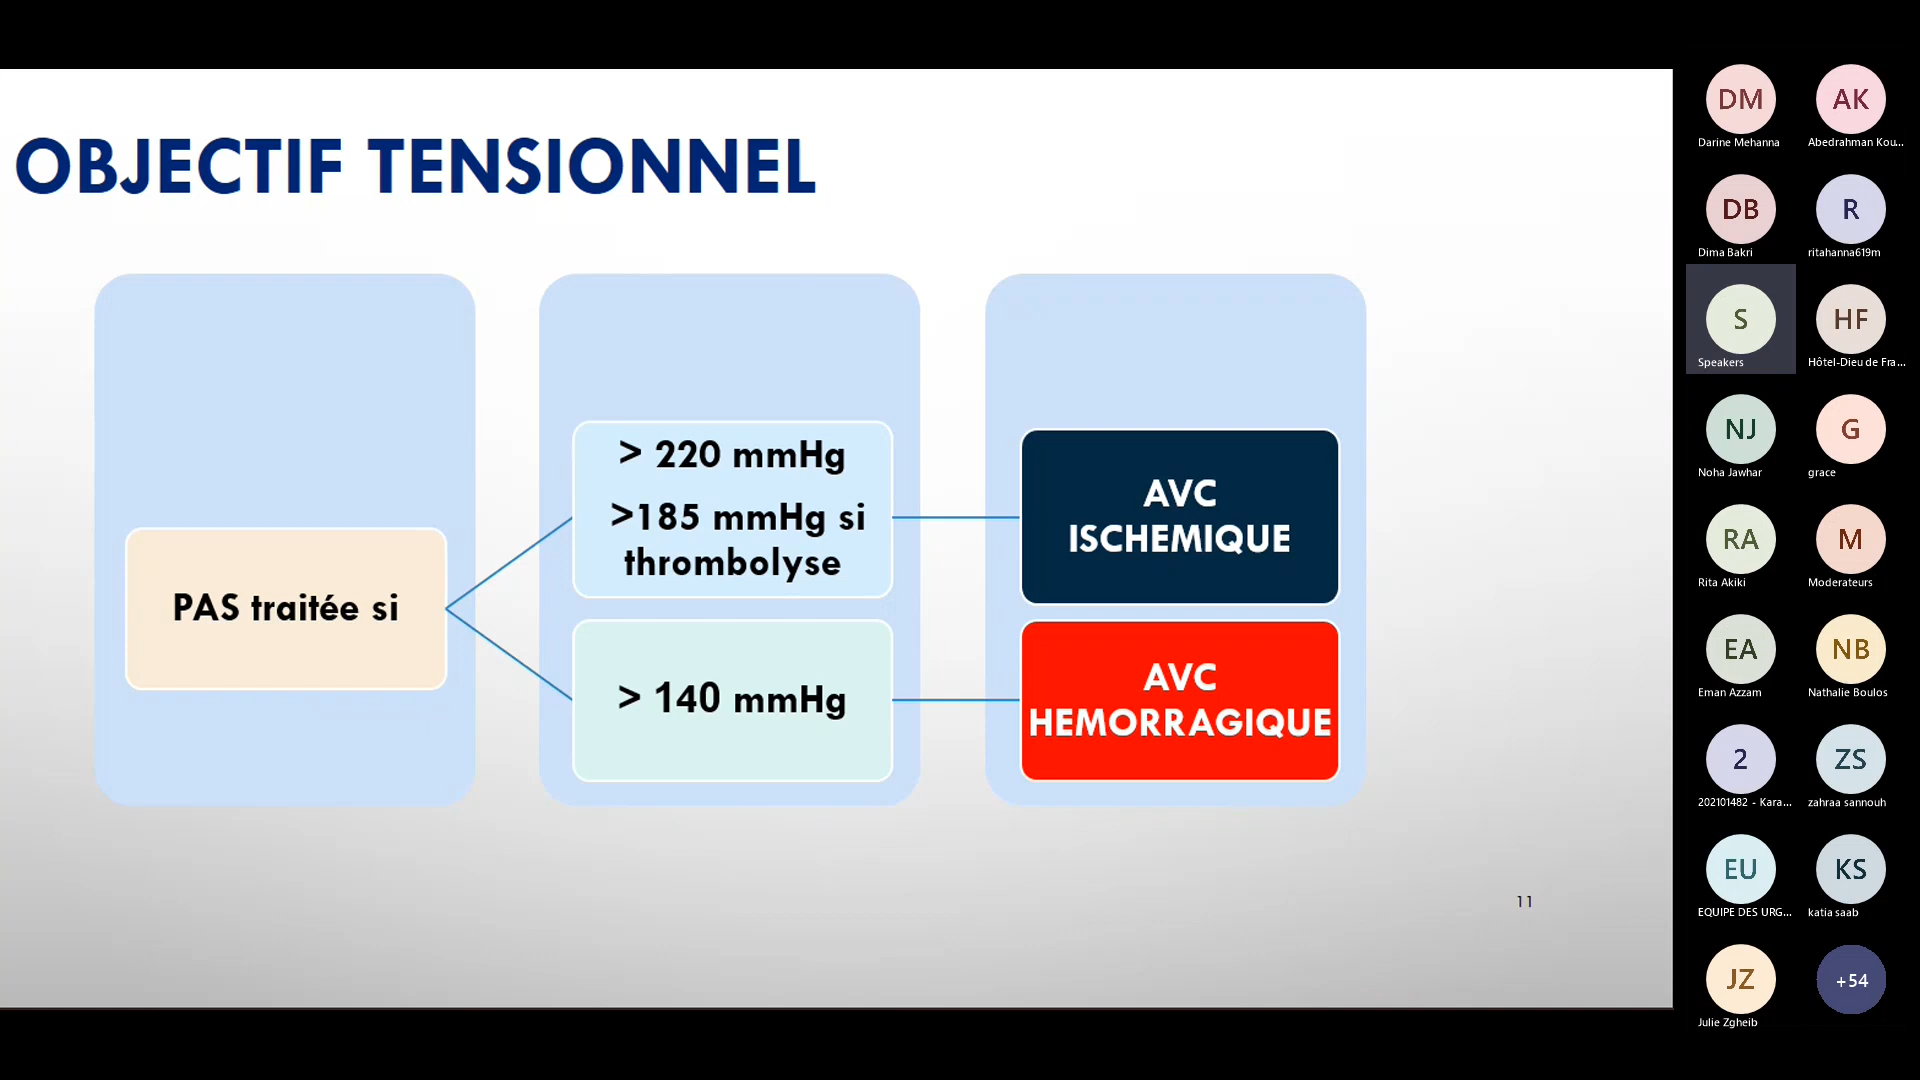 OBJECTIF TENSIONNEL
PAS traitée si
> 220 mmHg
>185 mmHg si
thrombolyse
> 140 mmHg
AVC
ISCHEMIQUE
AVC
HEMORRAGIQUE
11
DM
Darine Mehanna
AK
Abedrahman Kou...
DB
Dima Bakri
R
ritahanna619m
S
Speakers
HF
Hôtel-Dieu de Fra...
NJ
Noha Jawhar
G
grace
RA
Rita Akiki
M
Moderateurs
EA
Eman Azzam
NB
Nathalie Boulos
2
202101482 - Kara...
ZS
zahraa sannouh
EU
EQUIPE DES URG...
KS
katia saab
JZ
Julie Zgheib
+54